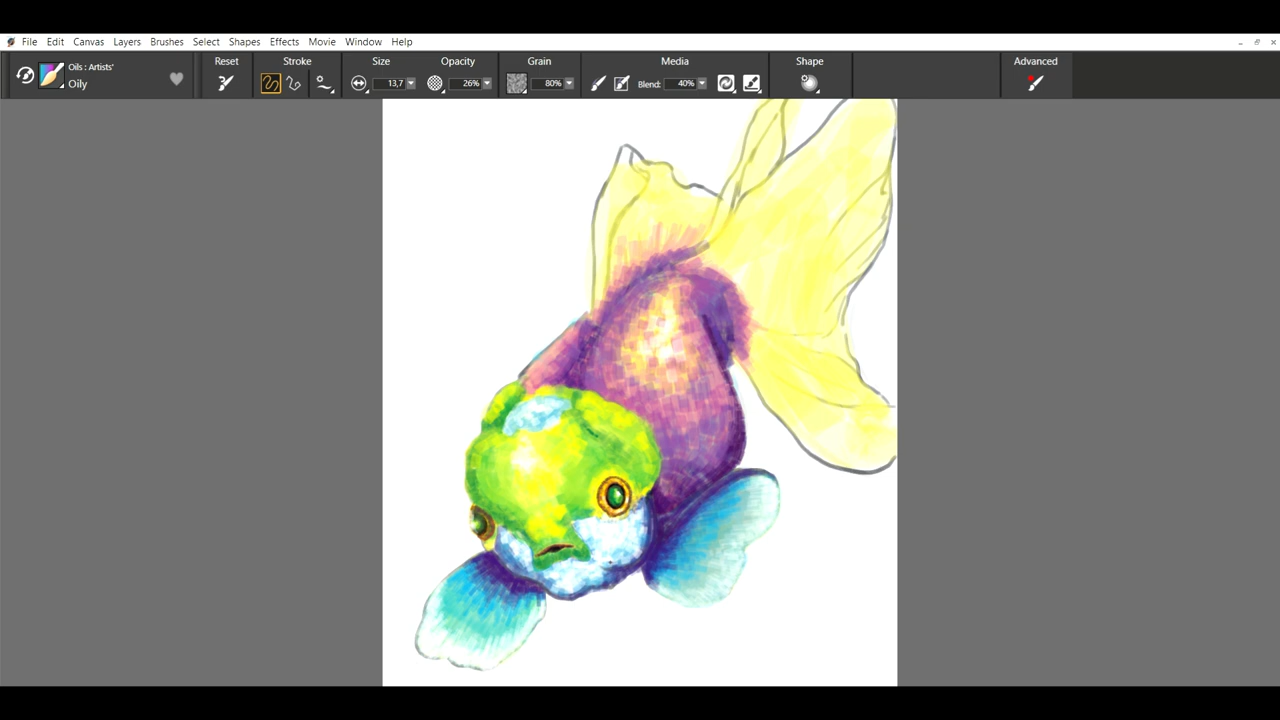 File Edit Canvas Layers Brushes Select Shapes Effects Movie Window Help
Oils : Artists'
Oily
Reset
Stroke
Size
13,7
Opacity
26%
Grain
80%
Media
Blend: 40%
Shape
Advanced